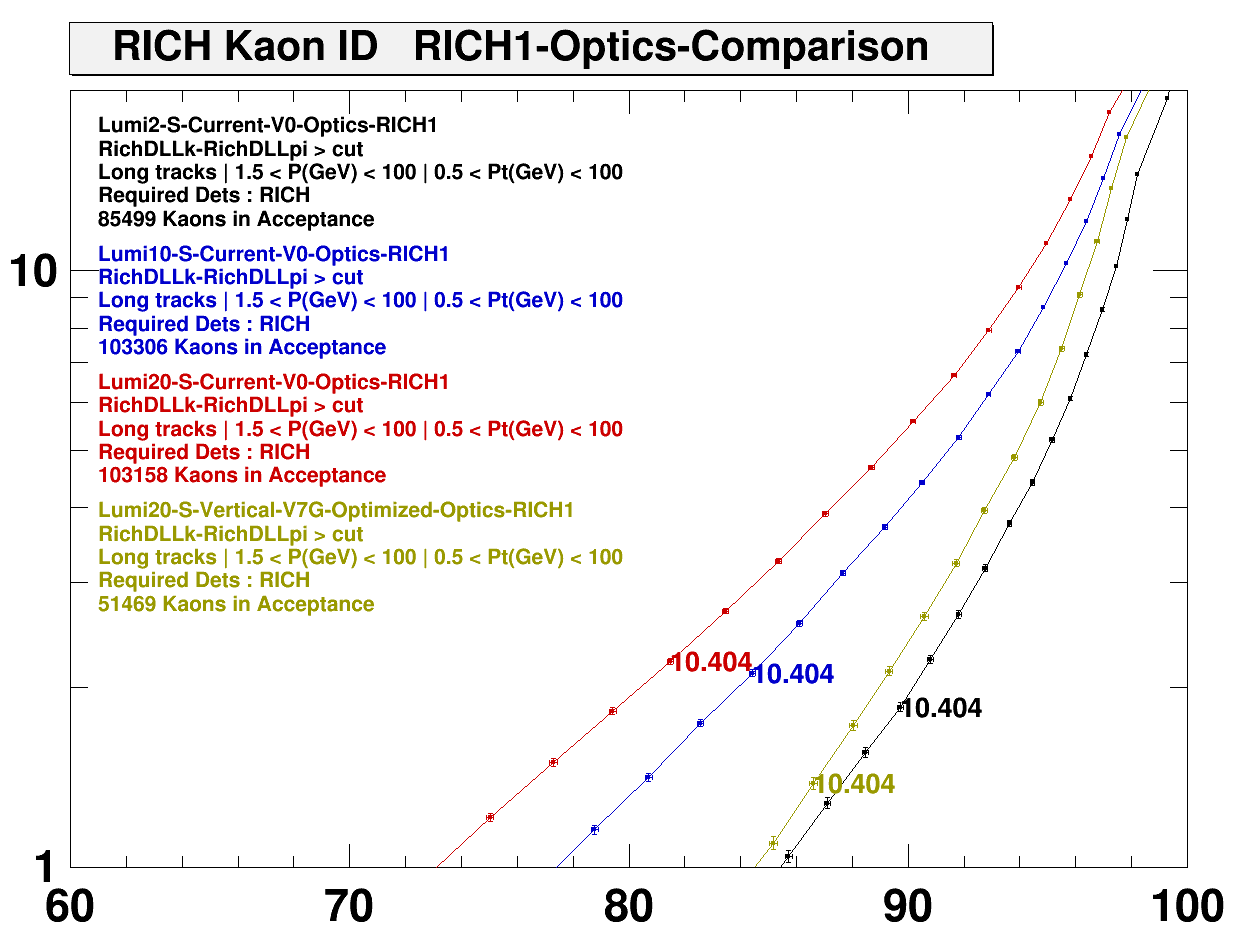 RICH Kaon ID RICH1-Optics-Comparison
Lumi2-S-Current-V0-Optics-RICH1
RichDLLk-RichDLLpi > cut
Long tracks | 1.5 < P(GeV) < 100 | 0.5 < Pt(GeV) < 100
Required Dets : RICH
85499 Kaons in Acceptance
Lumi10-S-Current-V0-Optics-RICH1
RichDLLk-RichDLLpi > cut
Long tracks | 1.5 < P(GeV) < 100 | 0.5 < Pt(GeV) < 100
Required Dets : RICH
103306 Kaons in Acceptance
Lumi20-S-Current-V0-Optics-RICH1
RichDLLk-RichDLLpi > cut
Long tracks | 1.5 < P(GeV) < 100 | 0.5 < Pt(GeV) < 100
Required Dets : RICH
103158 Kaons in Acceptance
Lumi20-S-Vertical-V7G-Optimized-Optics-RICH1
RichDLLk-RichDLLpi > cut
Long tracks | 1.5 < P(GeV) < 100 | 0.5 < Pt(GeV) < 100
Required Dets : RICH
51469 Kaons in Acceptance
10.404
10.404
10.404
10.404
10
1
60 70 80 90 100